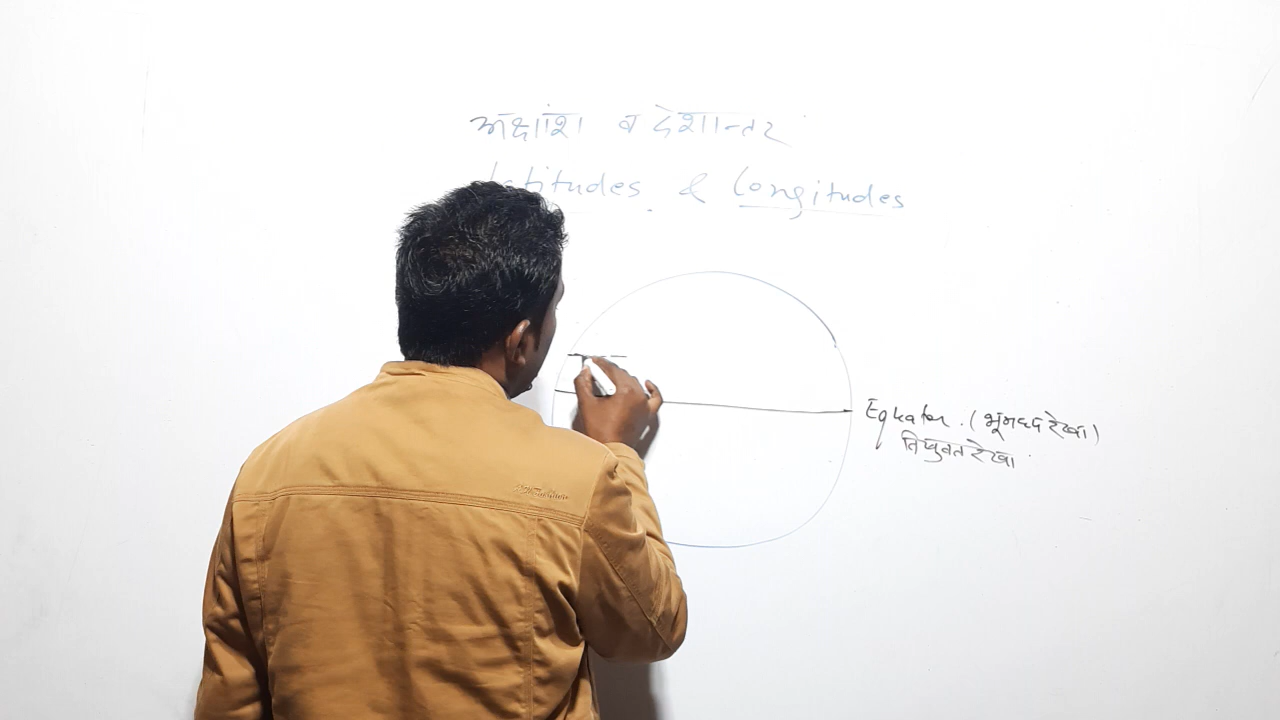 अक्षांश व देशान्तर
Latitudes & Longitudes
Equator. (भूमध्य रेखा)
विषुवत रेखा